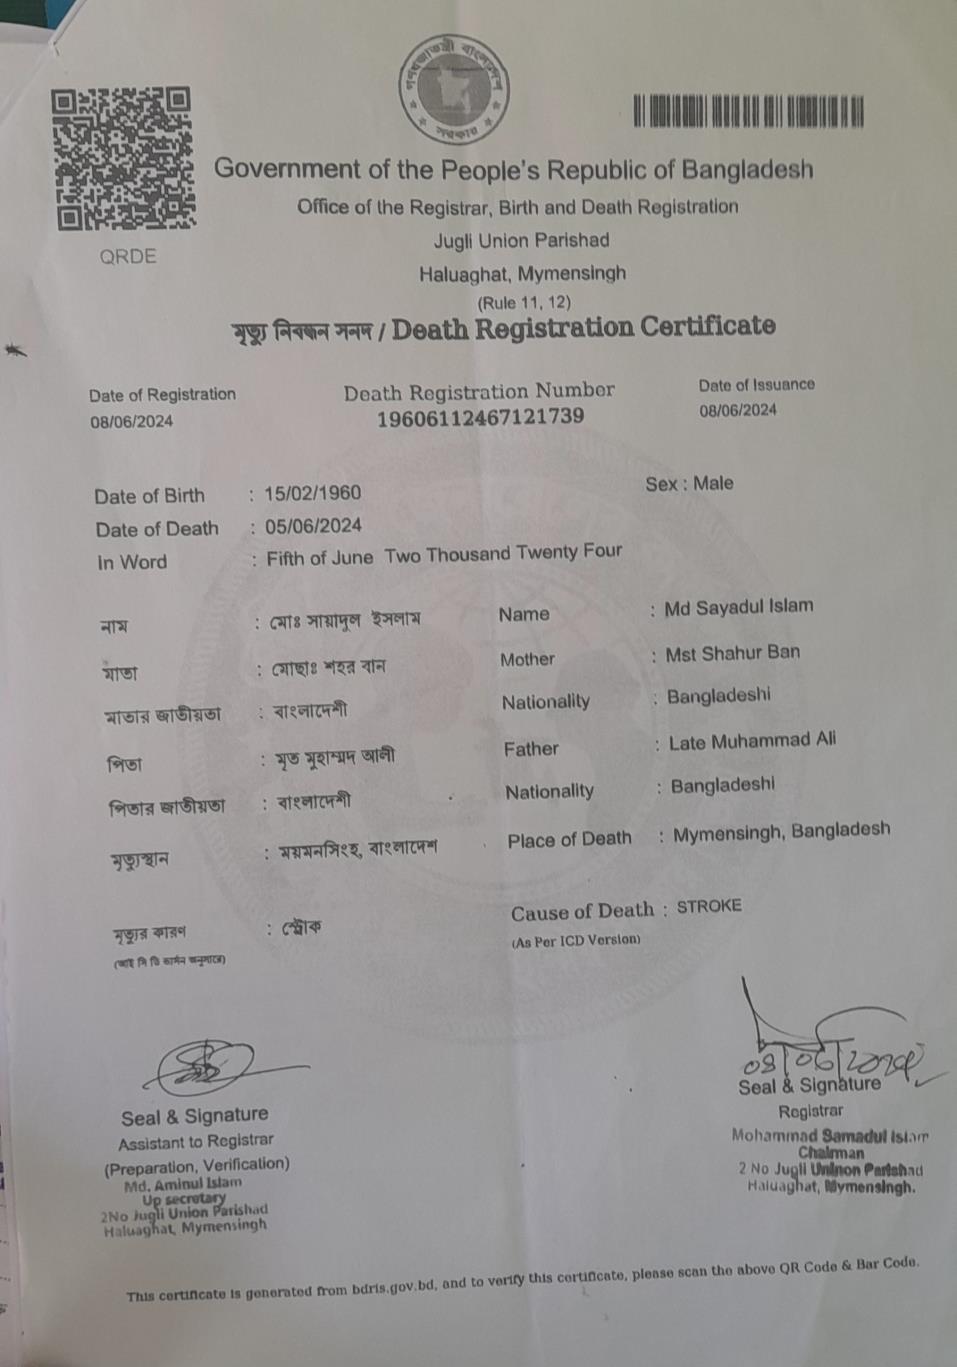 গণপ্রজাতন্ত্রী বাংলাদেশ
সরকার
QRDE
Government of the People's Republic of Bangladesh
Office of the Registrar, Birth and Death Registration
Jugli Union Parishad
Haluaghat, Mymensingh
(Rule 11, 12)
মৃত্যু নিবন্ধন সনদ / Death Registration Certificate
Date of Registration Death Registration Number Date of Issuance
08/06/2024 19606112467121739 08/06/2024
Date of Birth : 15/02/1960 Sex : Male
Date of Death : 05/06/2024
In Word : Fifth of June Two Thousand Twenty Four
নাম : মোঃ সায়াদুল ইসলাম Name : Md Sayadul Islam
মাতা : মোছাঃ শহর বান Mother : Mst Shahur Ban
মাতার জাতীয়তা : বাংলাদেশী Nationality : Bangladeshi
পিতা : মৃত মুহাম্মদ আলী Father : Late Muhammad Ali
পিতার জাতীয়তা : বাংলাদেশী Nationality : Bangladeshi
মৃত্যুস্থান : ময়মনসিংহ, বাংলাদেশ Place of Death : Mymensingh, Bangladesh
মৃত্যুর কারণ : স্ট্রোক Cause of Death : STROKE
(আই সি ডি ভার্সন অনুসারে) (As Per ICD Version)
08/06/2024
Seal & Signature Seal & Signature
Assistant to Registrar Registrar
(Preparation, Verification) Mohammad Samadul Islam
Md. Aminul Islam Chairman
Up secretary 2 No Jugli Uninon Parishad
2No Jugli Union Parishad Haluaghat, Mymensingh.
Haluaghat, Mymensingh
This certificate is generated from bdris.gov.bd, and to verify this certificate, please scan the above QR Code & Bar Code.